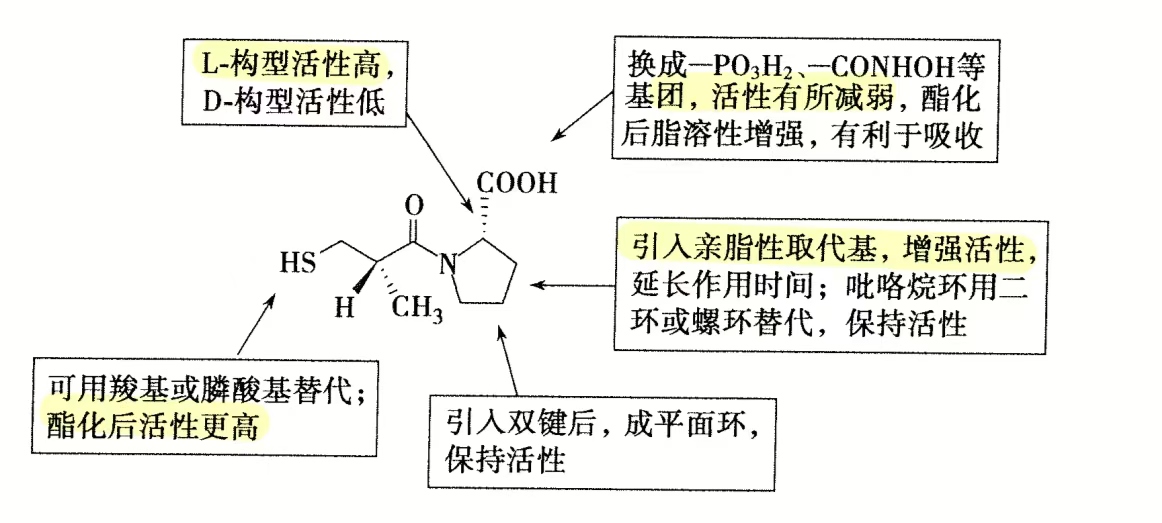 L-构型活性高，
D-构型活性低
换成—PO₃H₂、—CONHOH等
基团，活性有所减弱，酯化
后脂溶性增强，有利于吸收
COOH
O
HS
N
H
CH₃
引入亲脂性取代基，增强活性，
延长作用时间；吡咯烷环用二
环或螺环替代，保持活性
可用羧基或膦酸基替代；
酯化后活性更高
引入双键后，成平面环，
保持活性